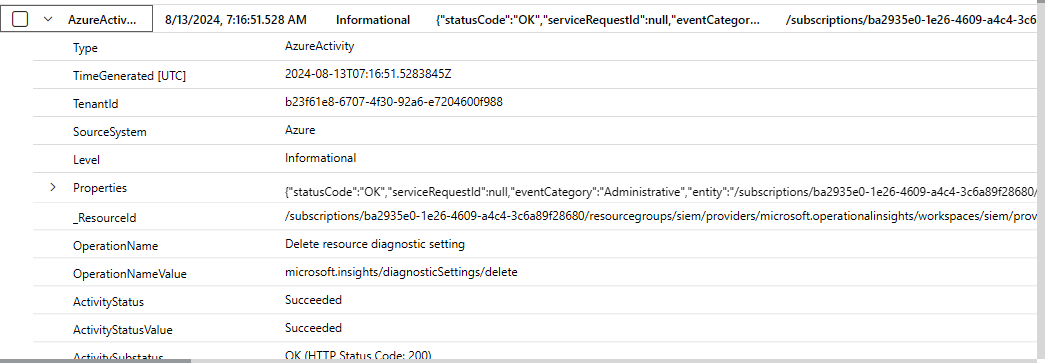 AzureActiv... 8/13/2024, 7:16:51.528 AM Informational {"statusCode":"OK","serviceRequestId":null,"eventCategor... /subscriptions/ba2935e0-1e26-4609-a4c4-3c6
Type AzureActivity
TimeGenerated [UTC] 2024-08-13T07:16:51.5283845Z
TenantId b23f61e8-6707-4f30-92a6-e7204600f988
SourceSystem Azure
Level Informational
Properties {"statusCode":"OK","serviceRequestId":null,"eventCategory":"Administrative","entity":"/subscriptions/ba2935e0-1e26-4609-a4c4-3c6a89f28680/
_ResourceId /subscriptions/ba2935e0-1e26-4609-a4c4-3c6a89f28680/resourcegroups/siem/providers/microsoft.operationalinsights/workspaces/siem/prov
OperationName Delete resource diagnostic setting
OperationNameValue microsoft.insights/diagnosticSettings/delete
ActivityStatus Succeeded
ActivityStatusValue Succeeded
ActivitySubstatus OK (HTTP Status Code: 200)